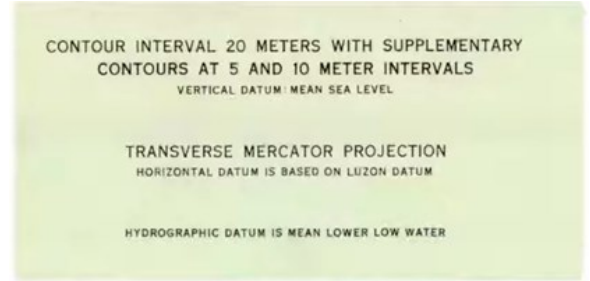 CONTOUR INTERVAL 20 METERS WITH SUPPLEMENTARY
CONTOURS AT 5 AND 10 METER INTERVALS
VERTICAL DATUM: MEAN SEA LEVEL
TRANSVERSE MERCATOR PROJECTION
HORIZONTAL DATUM IS BASED ON LUZON DATUM
HYDROGRAPHIC DATUM IS MEAN LOWER LOW WATER